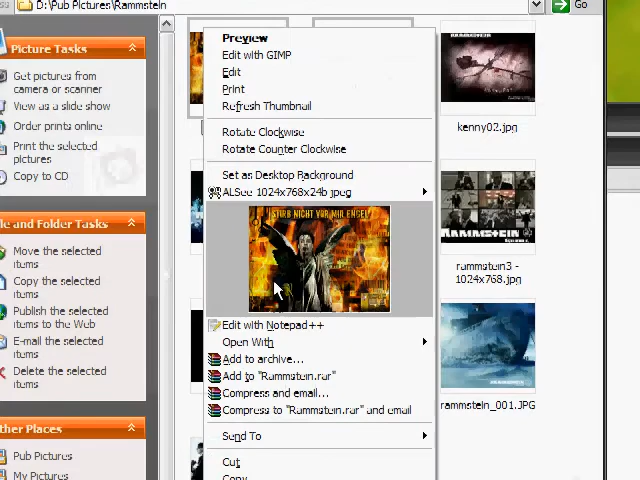 D:\Pub Pictures\Rammstein
Go
Picture Tasks
Get pictures from
camera or scanner
View as a slide show
Order prints online
Print the selected
pictures
Copy to CD
le and Folder Tasks
Move the selected
items
Copy the selected
items
Publish the selected
items to the Web
E-mail the selected
items
Delete the selected
items
ther Places
Pub Pictures
My Pictures
Preview
Edit with GIMP
Edit
Print
Refresh Thumbnail
Rotate Clockwise
Rotate Counter Clockwise
Set as Desktop Background
ALSee 1024x768x24b jpeg
STIRB NICHT VOR MIR ENGEL
Edit with Notepad++
Open With
Add to archive...
Add to "Rammstein.rar"
Compress and email...
Compress to "Rammstein.rar" and email
Send To
Cut
Copy
kenny02.jpg
RAMMSTEIN
rammstein3 -
1024x768.jpg
rammstein_001.JPG